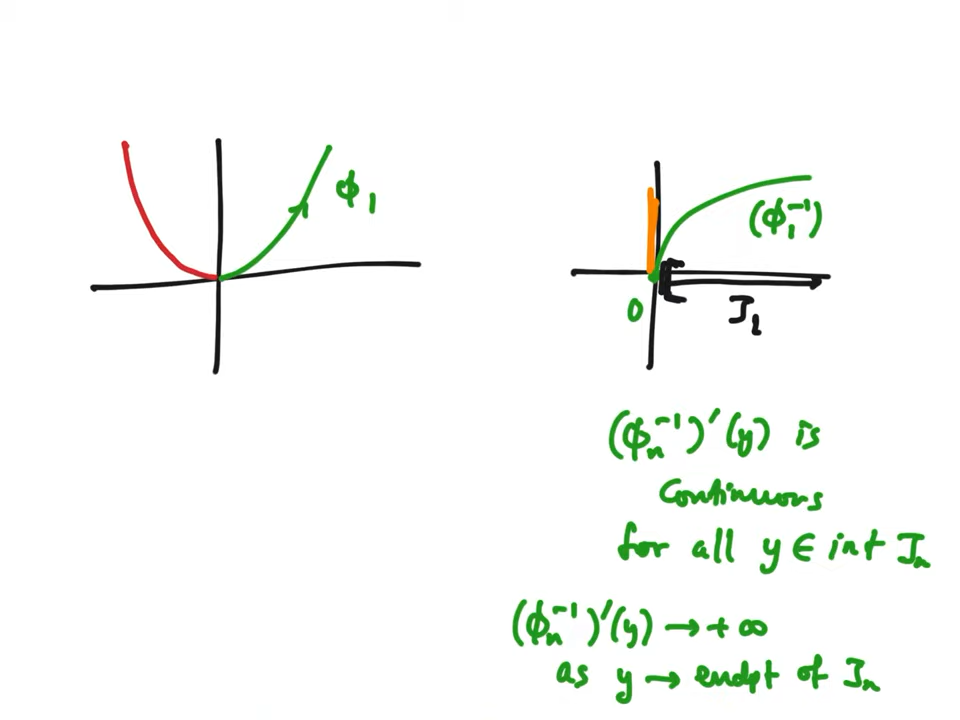 ϕ₁
(ϕ₁⁻¹)
0
J₁
(ϕₙ⁻¹)′(y) is
continuous
for all y ∈ int Jₙ
(ϕₙ⁻¹)′(y) → +∞
as y → endpt of Jₙ